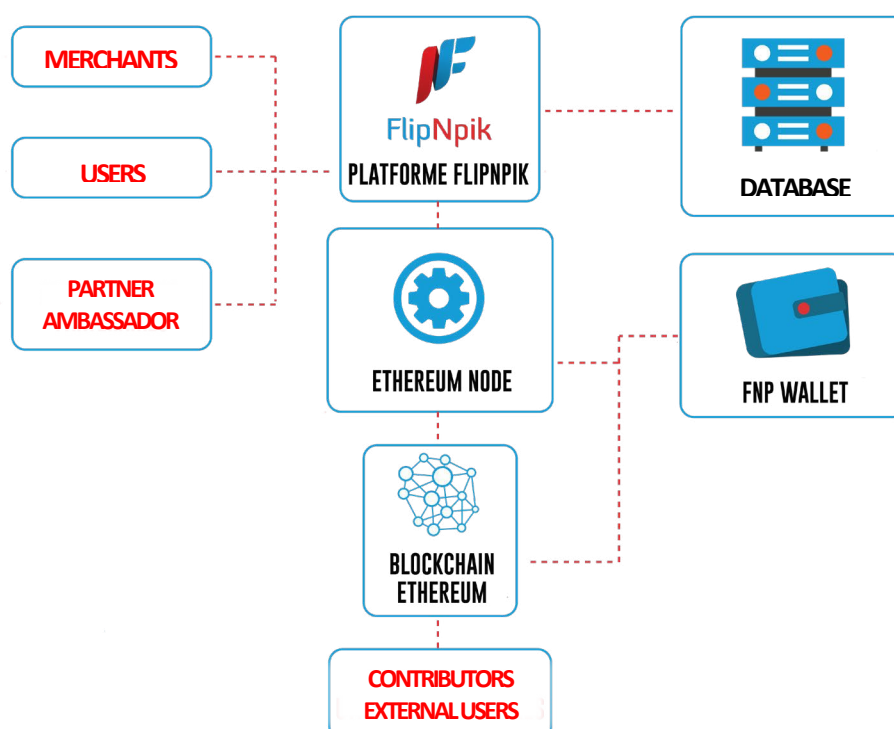 MERCHANTS
USERS
PARTNER
AMBASSADOR
FlipNpik
PLATFORME FLIPNPIK
DATABASE
ETHEREUM NODE
FNP WALLET
BLOCKCHAIN
ETHEREUM
CONTRIBUTORS
EXTERNAL USERS